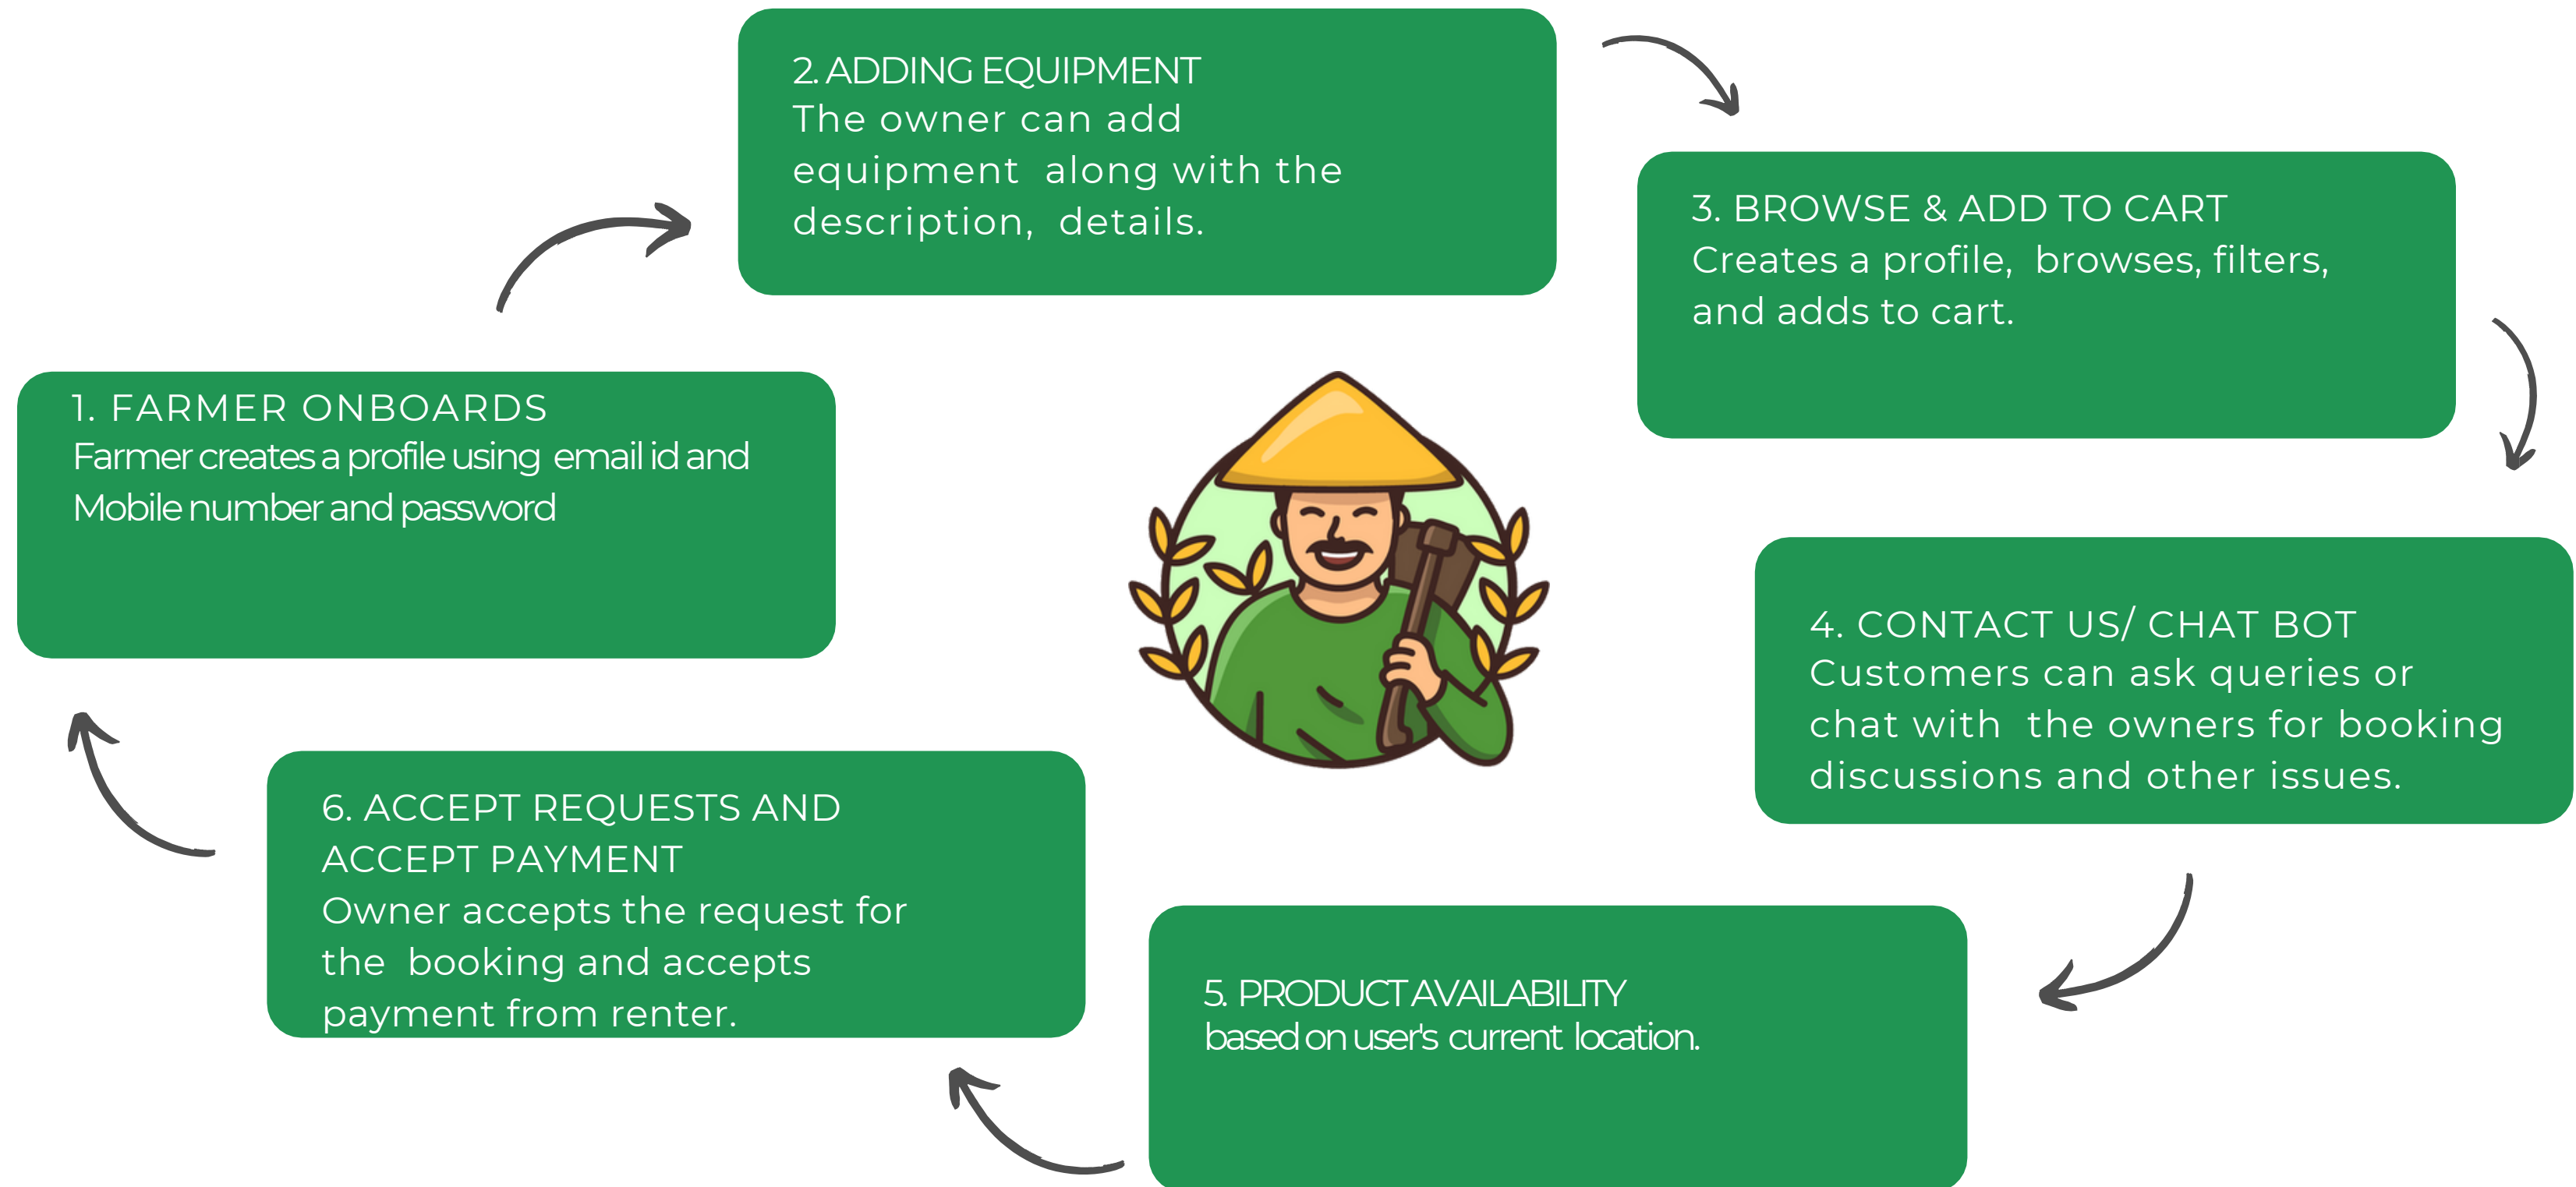 1. FARMER ONBOARDS
Farmer creates a profile using email id and
Mobile number and password
2. ADDING EQUIPMENT
The owner can add
equipment along with the
description, details.
3. BROWSE & ADD TO CART
Creates a profile, browses, filters,
and adds to cart.
4. CONTACT US/ CHAT BOT
Customers can ask queries or
chat with the owners for booking
discussions and other issues.
5. PRODUCT AVAILABILITY
based on user's current location.
6. ACCEPT REQUESTS AND
ACCEPT PAYMENT
Owner accepts the request for
the booking and accepts
payment from renter.